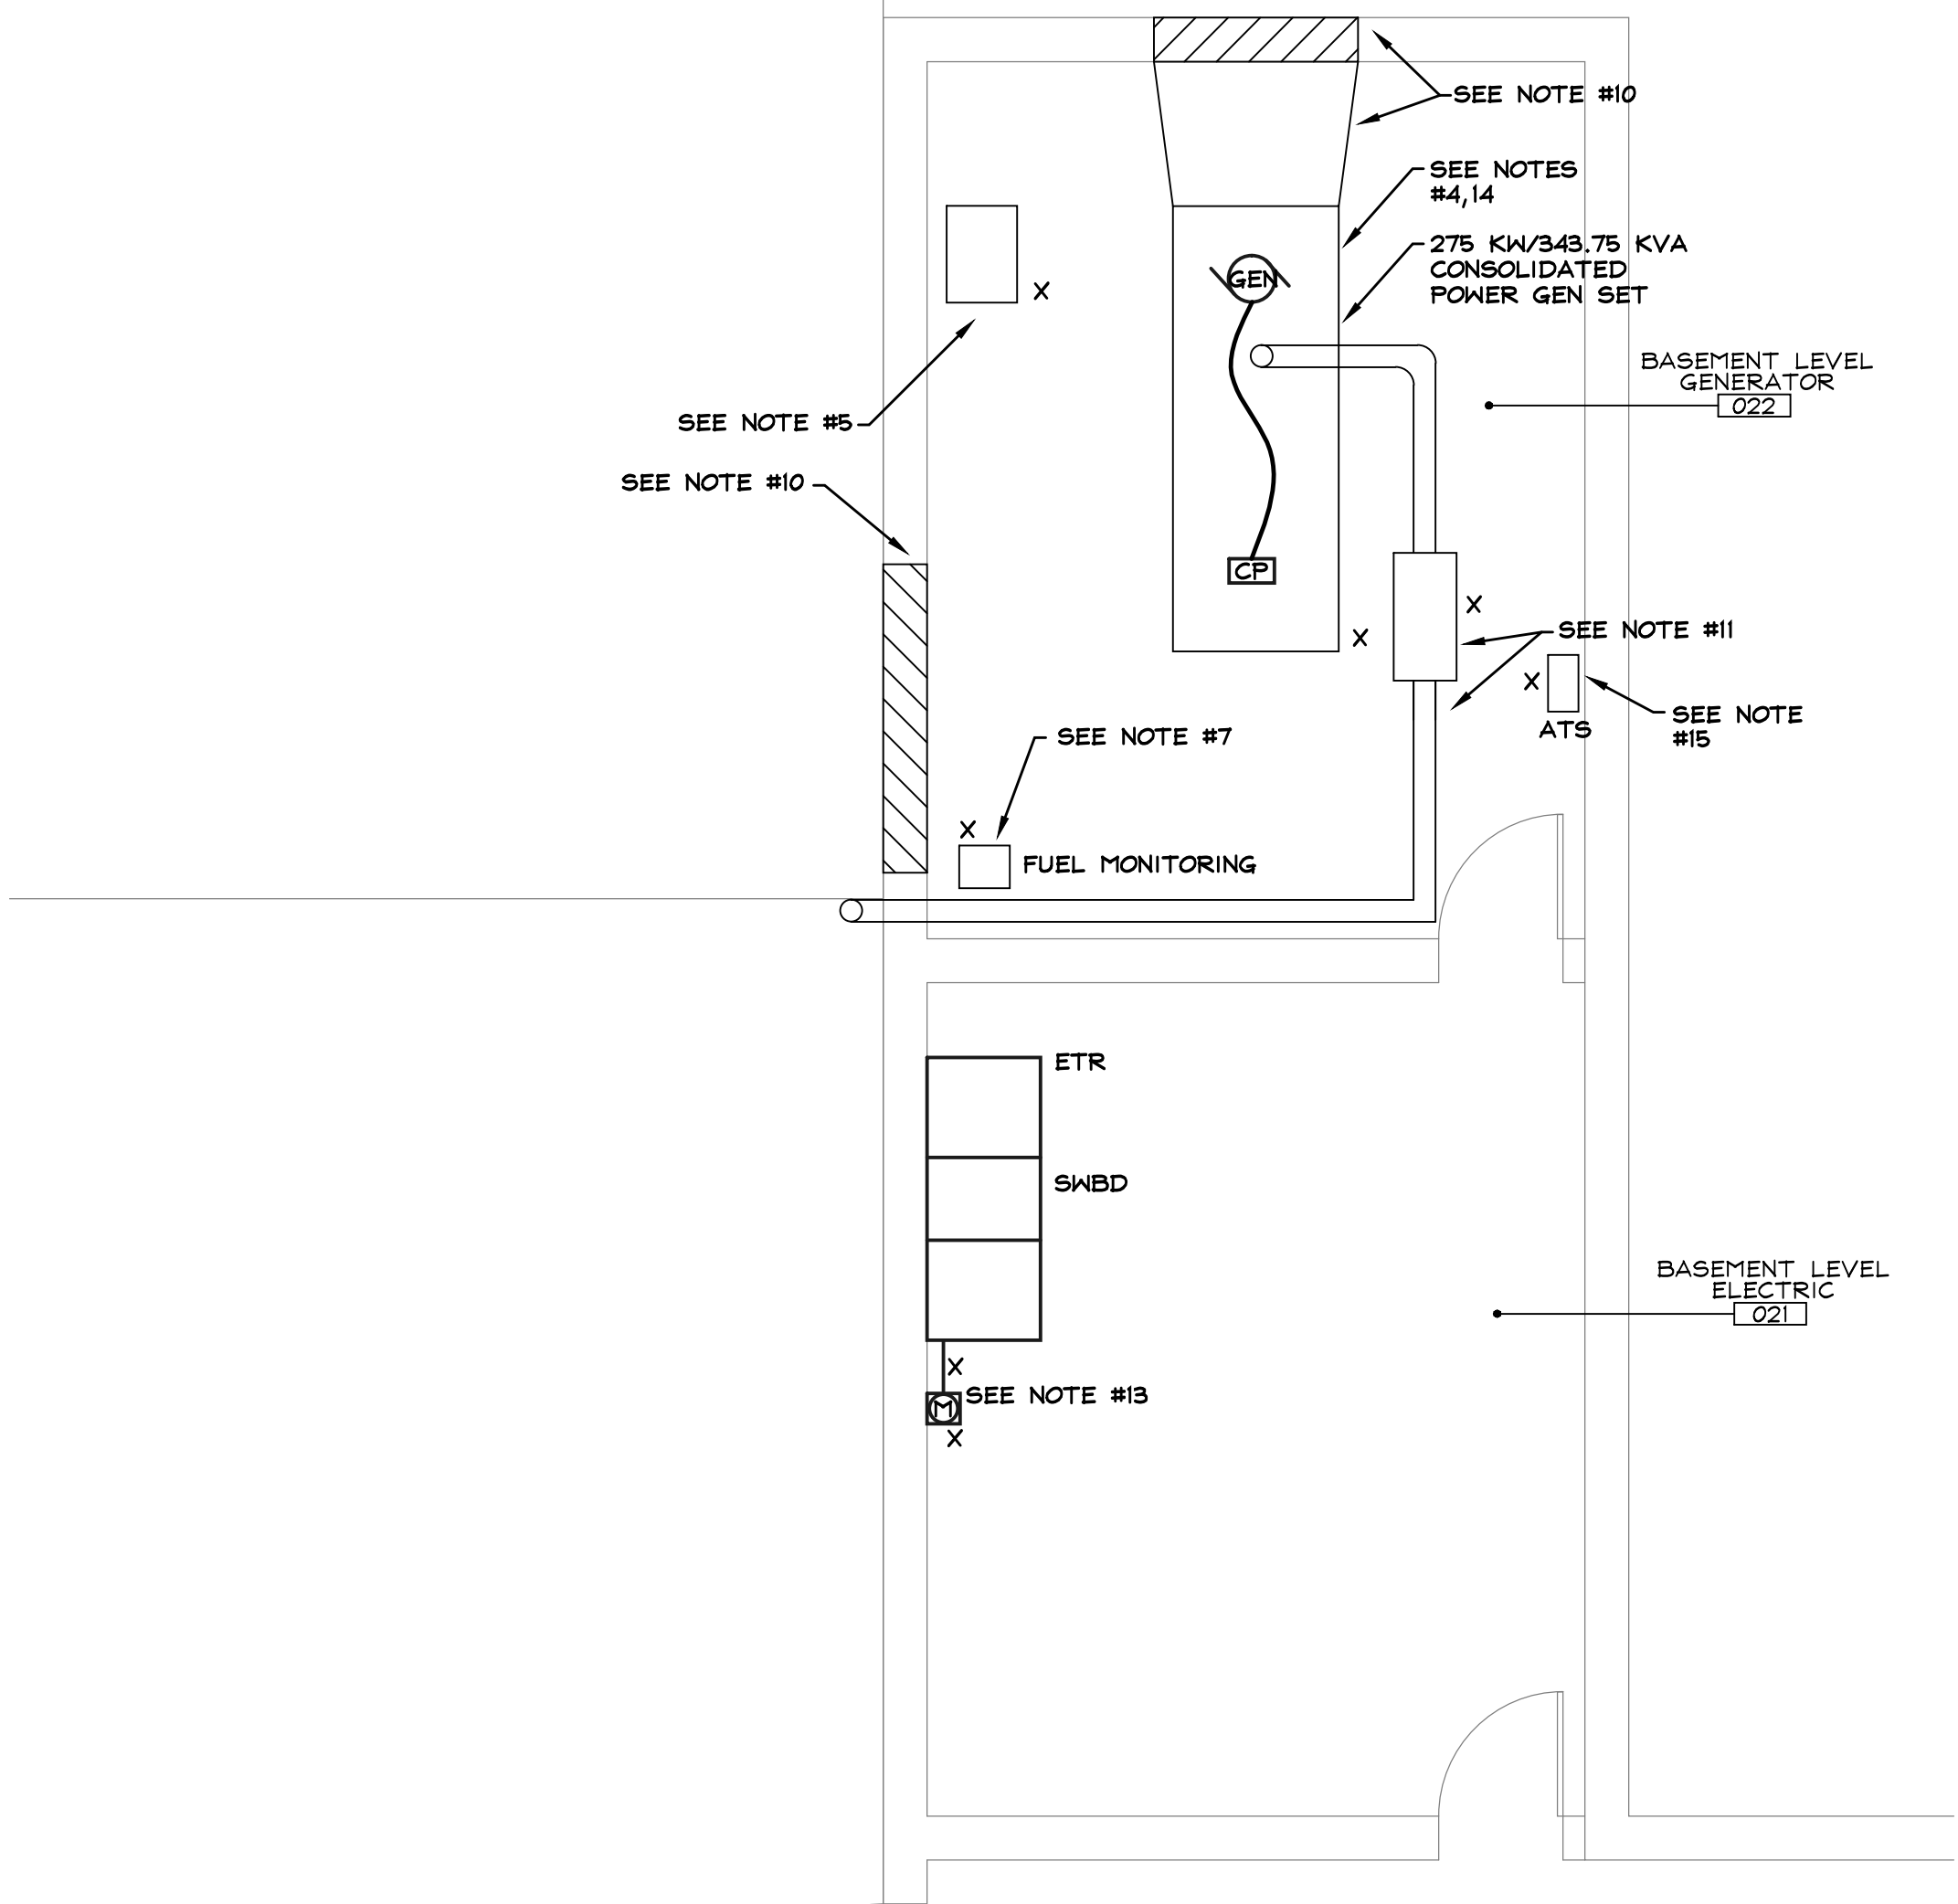 SEE NOTE #10
SEE NOTES
#4,14
275 KW/343.75 KVA
CONSOLIDATED
POWER GEN SET
GEN
X
BASEMENT LEVEL
GENERATOR
022
SEE NOTE #5
SEE NOTE #10
CP
X
X
SEE NOTE #11
X
ATS
SEE NOTE
#15
SEE NOTE #7
X
FUEL MONITORING
ETR
SWBD
BASEMENT LEVEL
ELECTRIC
021
X
SEE NOTE #13
M
X